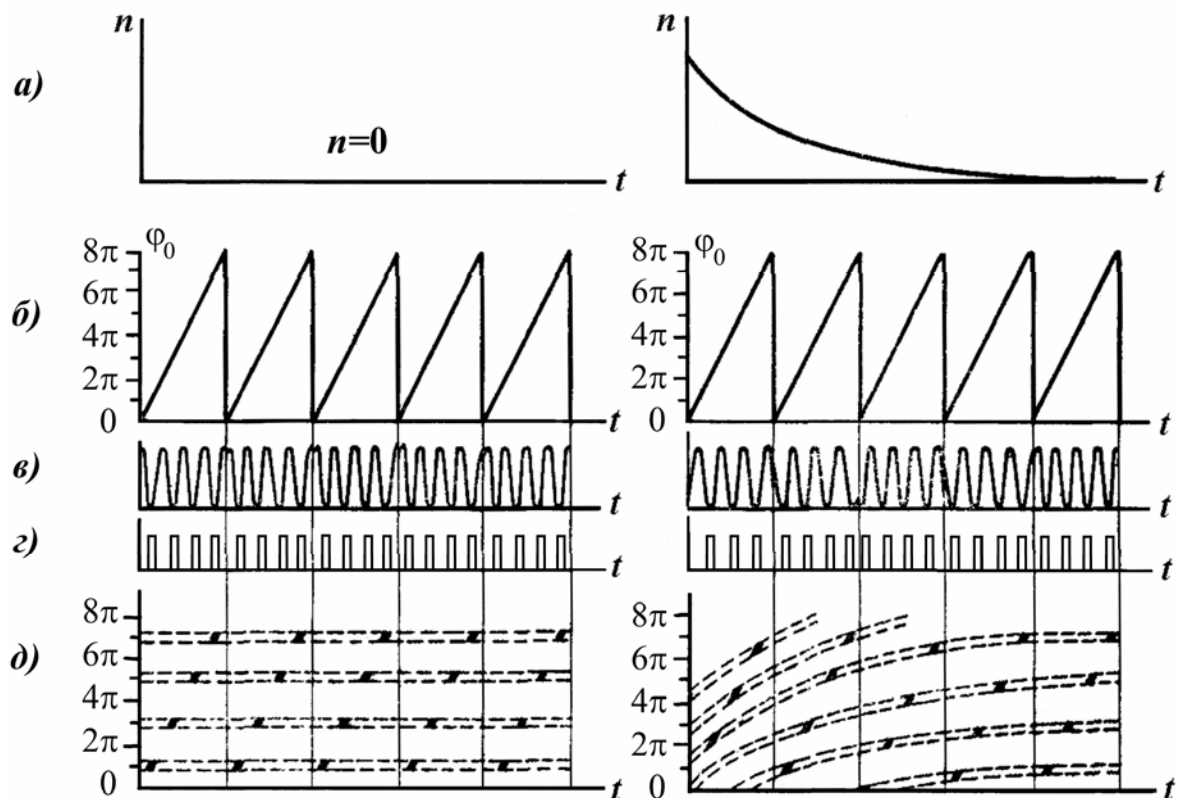 n n
а)
n=0
t t
8π φ₀ 8π φ₀
6π 6π
б)
4π 4π
2π 2π
0 t 0 t
в)
t t
г)
t t
8π 8π
6π 6π
д)
4π 4π
2π 2π
0 t 0 t